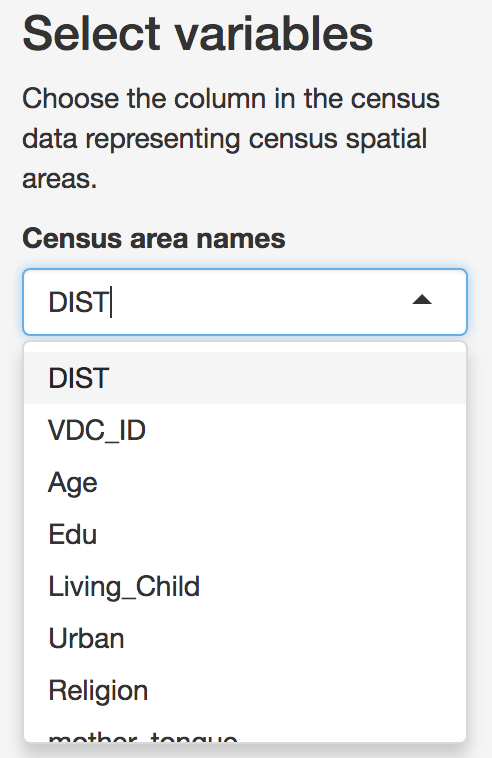 Select variables
Choose the column in the census
data representing census spatial
areas.
Census area names
DIST
DIST
VDC_ID
Age
Edu
Living_Child
Urban
Religion
mother_tongue